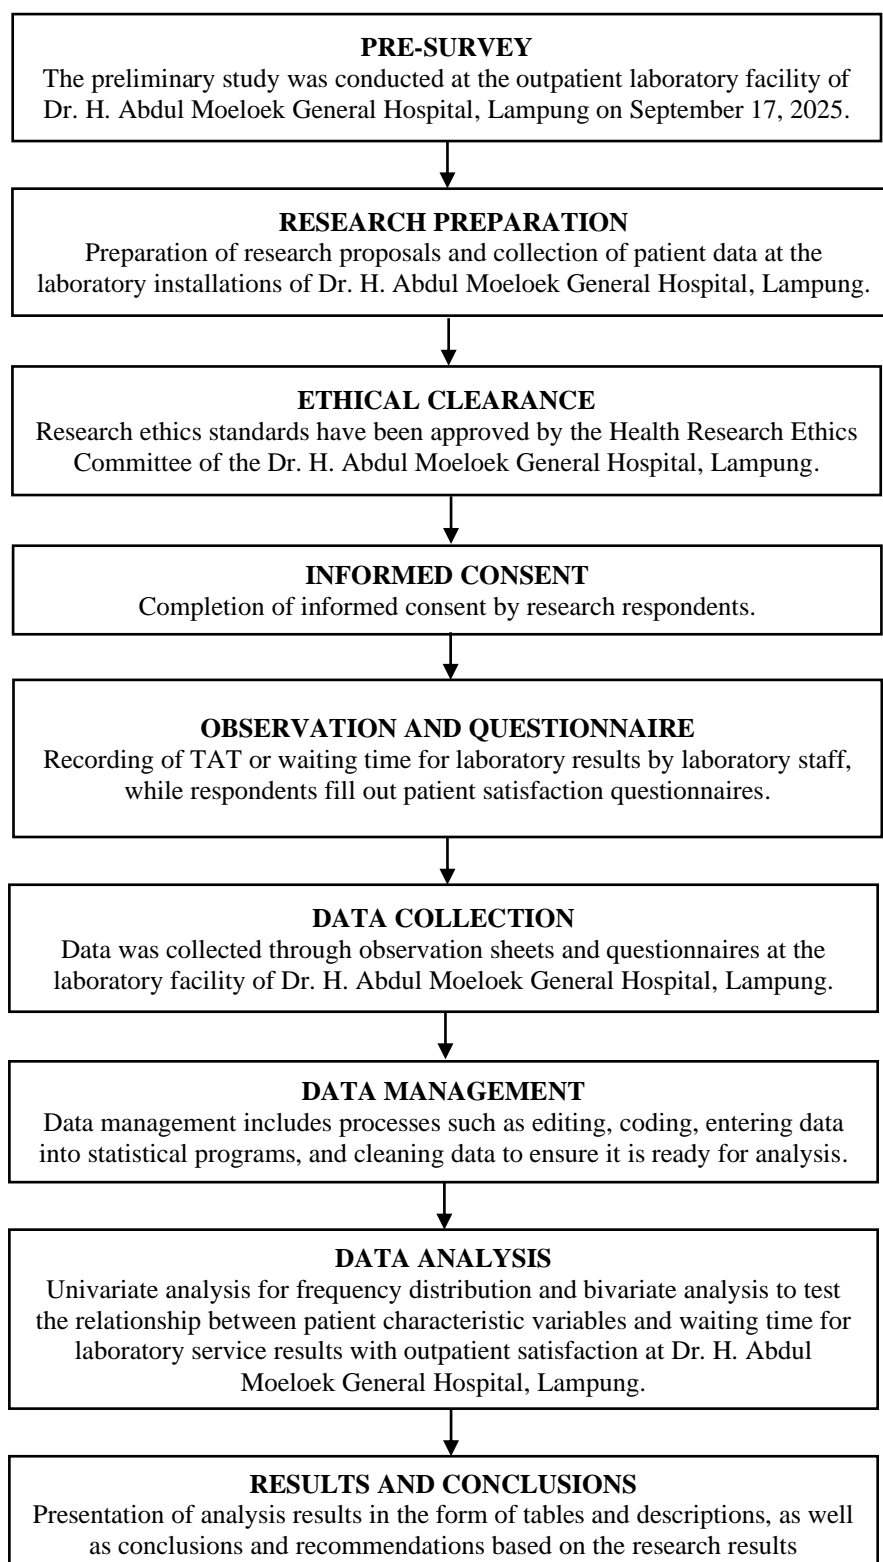 PRE-SURVEY
The preliminary study was conducted at the outpatient laboratory facility of
Dr. H. Abdul Moeloek General Hospital, Lampung on September 17, 2025.
RESEARCH PREPARATION
Preparation of research proposals and collection of patient data at the
laboratory installations of Dr. H. Abdul Moeloek General Hospital, Lampung.
ETHICAL CLEARANCE
Research ethics standards have been approved by the Health Research Ethics
Committee of the Dr. H. Abdul Moeloek General Hospital, Lampung.
INFORMED CONSENT
Completion of informed consent by research respondents.
OBSERVATION AND QUESTIONNAIRE
Recording of TAT or waiting time for laboratory results by laboratory staff,
while respondents fill out patient satisfaction questionnaires.
DATA COLLECTION
Data was collected through observation sheets and questionnaires at the
laboratory facility of Dr. H. Abdul Moeloek General Hospital, Lampung.
DATA MANAGEMENT
Data management includes processes such as editing, coding, entering data
into statistical programs, and cleaning data to ensure it is ready for analysis.
DATA ANALYSIS
Univariate analysis for frequency distribution and bivariate analysis to test
the relationship between patient characteristic variables and waiting time for
laboratory service results with outpatient satisfaction at Dr. H. Abdul
Moeloek General Hospital, Lampung.
RESULTS AND CONCLUSIONS
Presentation of analysis results in the form of tables and descriptions, as well
as conclusions and recommendations based on the research results